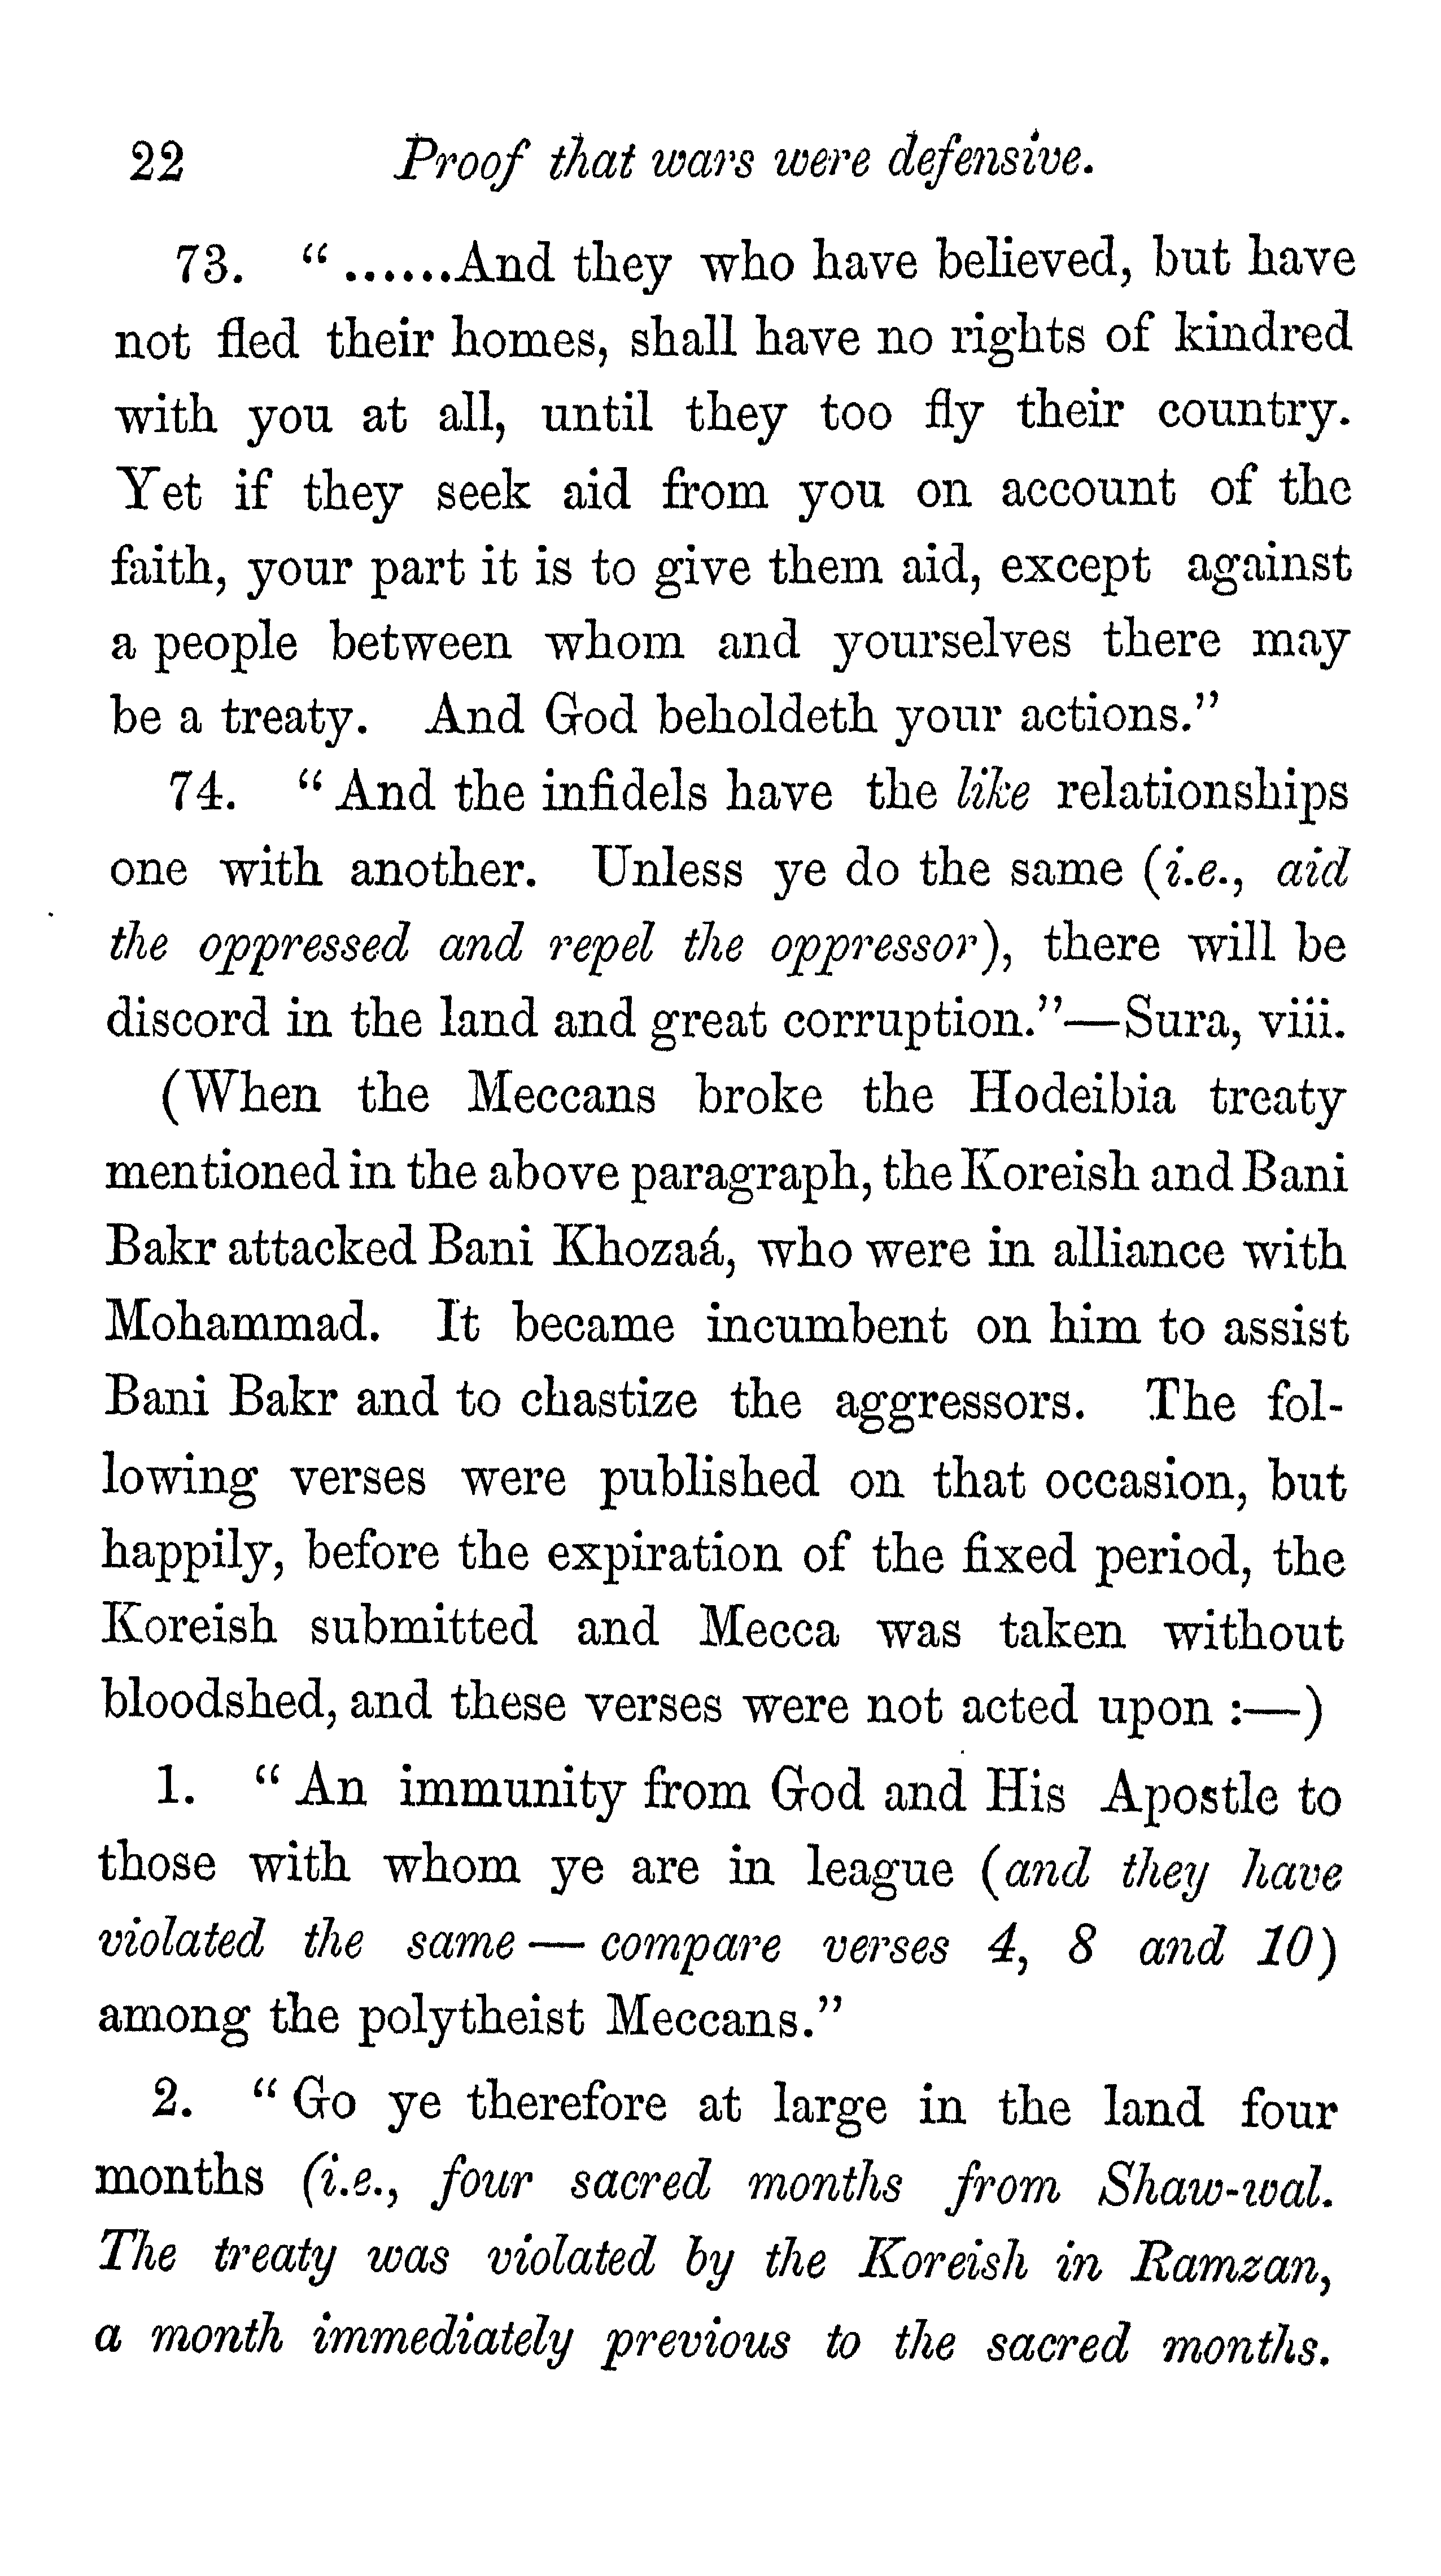 22 Proof that wars were defensive.
73. “ ......And they who have believed, but have
not fled their homes, shall have no rights of kindred
with you at all, until they too fly their country.
Yet if they seek aid from you on account of the
faith, your part it is to give them aid, except against
a people between whom and yourselves there may
be a treaty. And God beholdeth your actions.”
74. “ And the infidels have the like relationships
one with another. Unless ye do the same (i.e., aid
the oppressed and repel the oppressor), there will be
discord in the land and great corruption.”—Sura, viii.
(When the Meccans broke the Hodeibia treaty
mentioned in the above paragraph, the Koreish and Bani
Bakr attacked Bani Khozaá, who were in alliance with
Mohammad. It became incumbent on him to assist
Bani Bakr and to chastize the aggressors. The fol-
lowing verses were published on that occasion, but
happily, before the expiration of the fixed period, the
Koreish submitted and Mecca was taken without
bloodshed, and these verses were not acted upon :—)
1. “ An immunity from God and His Apostle to
those with whom ye are in league (and they have
violated the same — compare verses 4, 8 and 10)
among the polytheist Meccans.”
2. “ Go ye therefore at large in the land four
months (i.e., four sacred months from Shaw-wal.
The treaty was violated by the Koreish in Ramzan,
a month immediately previous to the sacred months.